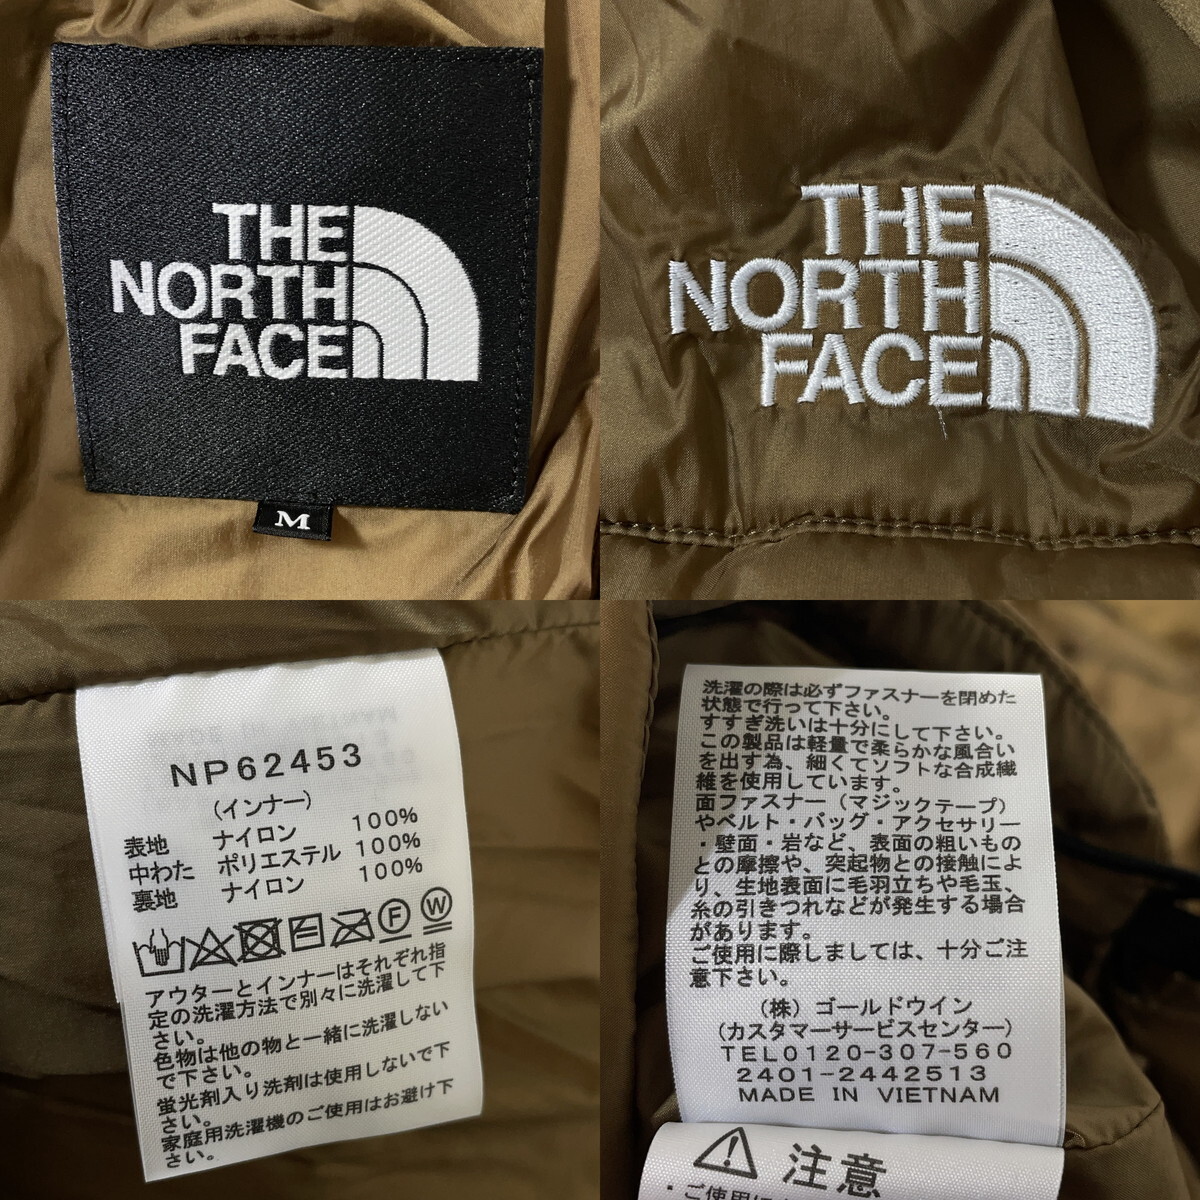 THE
NORTH
FACE
M
THE
NORTH
FACE
NP62453
(インナー)
表地 ナイロン 100%
中わた ポリエステル 100%
裏地 ナイロン 100%
F W
アウターとインナーはそれぞれ指
定の洗濯方法で別々に洗濯して下
さい。
色物は他の物と一緒に洗濯しない
で下さい。
蛍光剤入り洗剤は使用しないで下
さい。
家庭用洗濯機のご使用はお避け下
さい。
洗濯の際は必ずファスナーを閉めた
状態で行って下さい。
すすぎ洗いは十分にして下さい。
この製品は軽量で柔らかな風合い
を出す為、細くてソフトな合成繊
維を使用しています。
面ファスナー(マジックテープ)
やベルト・バッグ・アクセサリー
・壁面・岩など、表面の粗いもの
との摩擦や、突起物との接触によ
り、生地表面に毛羽立ちや毛玉、
糸の引きつれなどが発生する場合
があります。
ご使用に際しましては、十分ご注
意下さい。
(株)ゴールドウイン
(カスタマーサービスセンター)
TEL0120-307-560
2401-2442513
MADE IN VIETNAM
注意